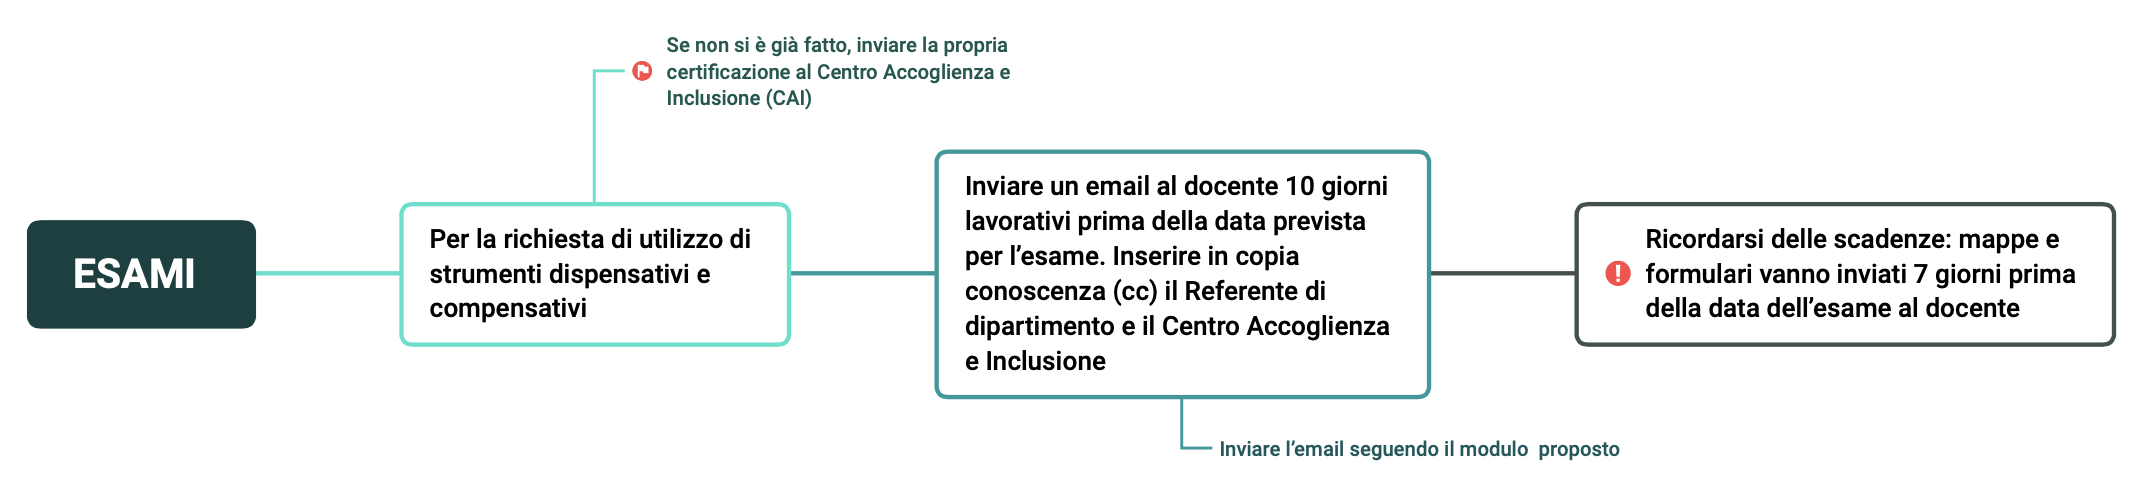 Se non si è già fatto, inviare la propria
certificazione al Centro Accoglienza e
Inclusione (CAI)
ESAMI
Per la richiesta di utilizzo di
strumenti dispensativi e
compensativi
Inviare un email al docente 10 giorni
lavorativi prima della data prevista
per l’esame. Inserire in copia
conoscenza (cc) il Referente di
dipartimento e il Centro Accoglienza
e Inclusione
Ricordarsi delle scadenze: mappe e
formulari vanno inviati 7 giorni prima
della data dell’esame al docente
Inviare l’email seguendo il modulo  proposto